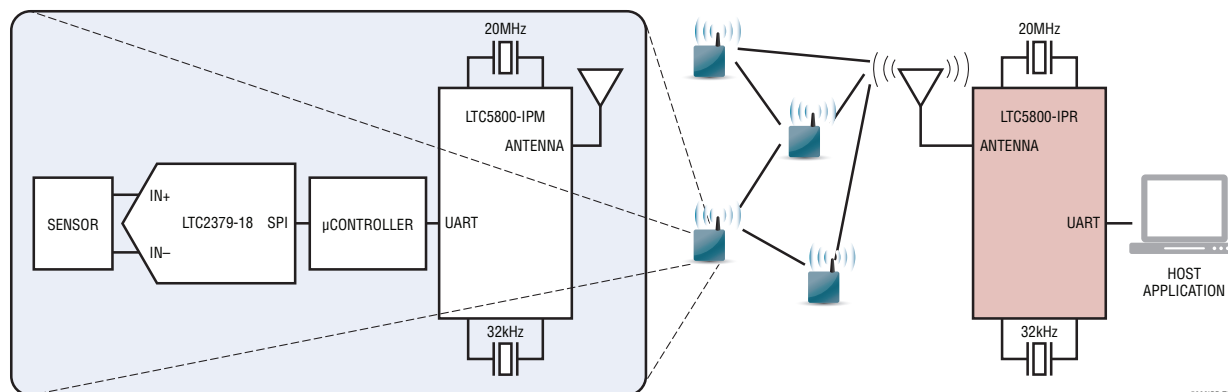 20MHz
LTC5800-IPM
ANTENNA
SENSOR
IN+
IN–
LTC2379-18
SPI
µCONTROLLER
UART
32kHz
20MHz
LTC5800-IPR
ANTENNA
UART
HOST
APPLICATION
32kHz